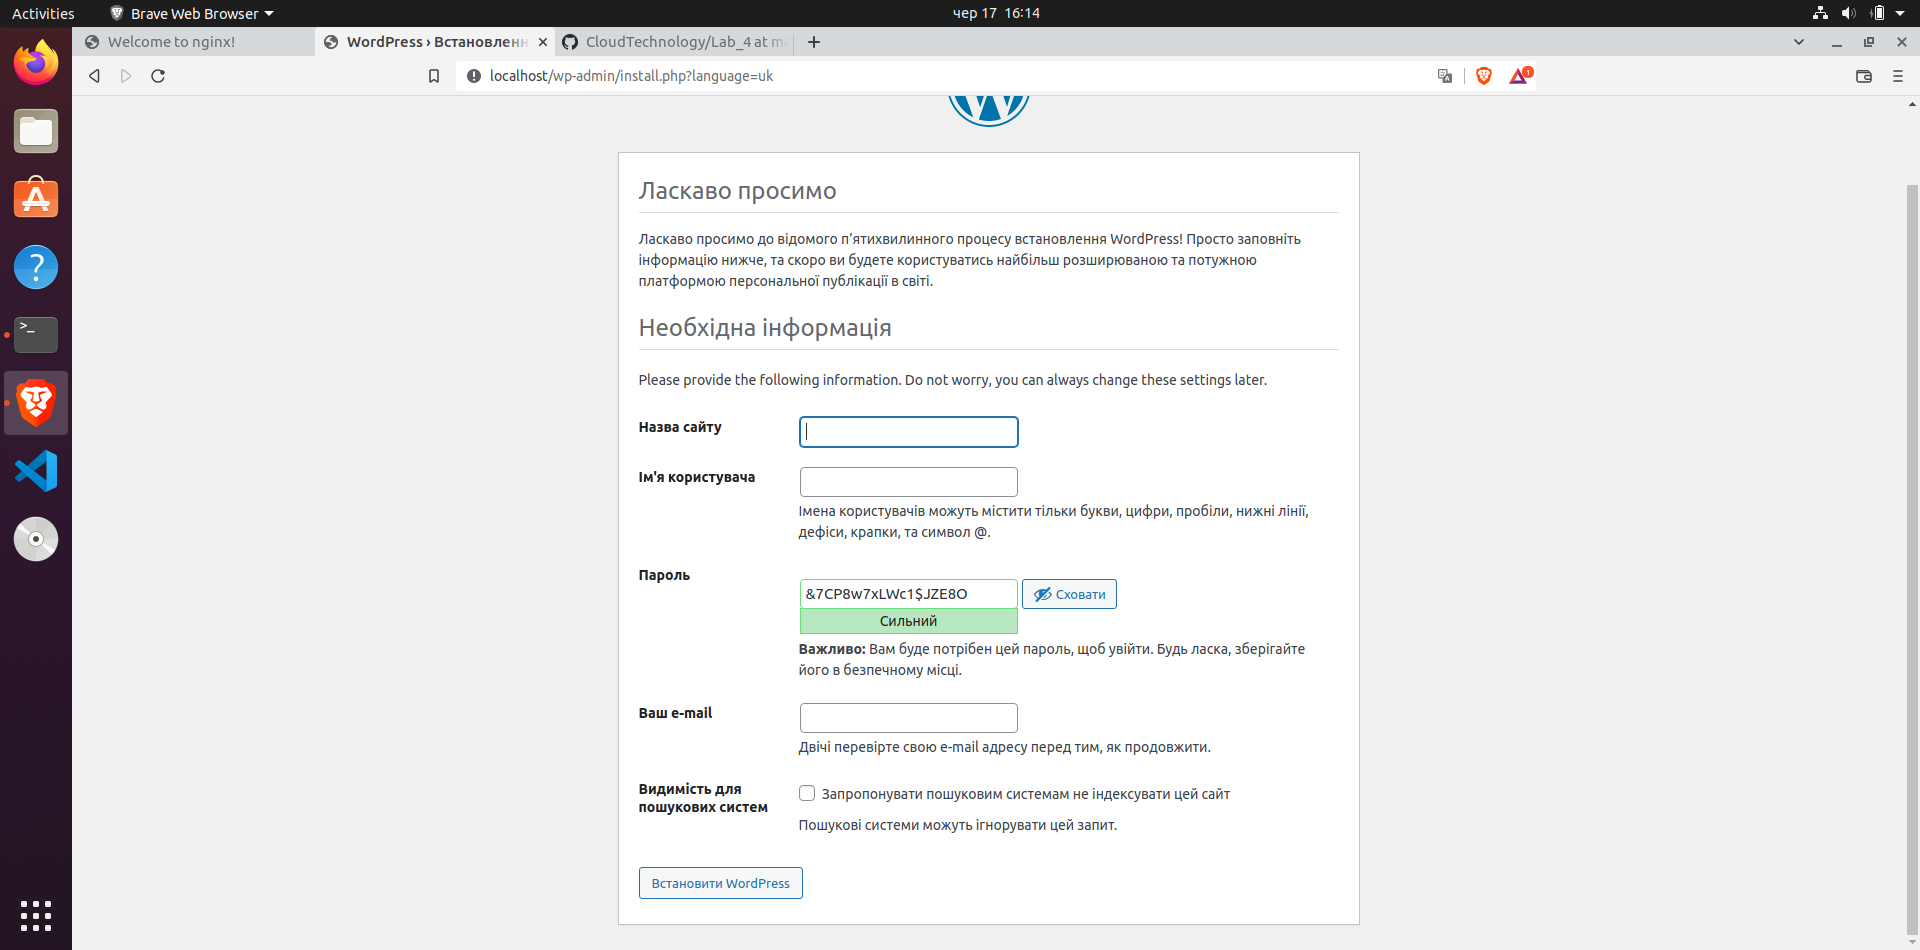 Activities
Brave Web Browser
чер 17 16:14
Welcome to nginx!
WordPress › Встановленн
CloudTechnology/Lab_4 at ma
localhost/wp-admin/install.php?language=uk
1
Ласкаво просимо
Ласкаво просимо до відомого п’ятихвилинного процесу встановлення WordPress! Просто заповніть
інформацію нижче, та скоро ви будете користуватись найбільш розширюваною та потужною
платформою персональної публікації в світі.
Необхідна інформація
Please provide the following information. Do not worry, you can always change these settings later.
Назва сайту
Ім'я користувача
Імена користувачів можуть містити тільки букви, цифри, пробіли, нижні лінії,
дефіси, крапки, та символ @.
Пароль
&7CP8w7xLWc1$JZE8O
Сховати
Сильний
Важливо: Вам буде потрібен цей пароль, щоб увійти. Будь ласка, зберігайте
його в безпечному місці.
Ваш e-mail
Двічі перевірте свою e-mail адресу перед тим, як продовжити.
Видимість для
пошукових систем
Запропонувати пошуковим системам не індексувати цей сайт
Пошукові системи можуть ігнорувати цей запит.
Встановити WordPress